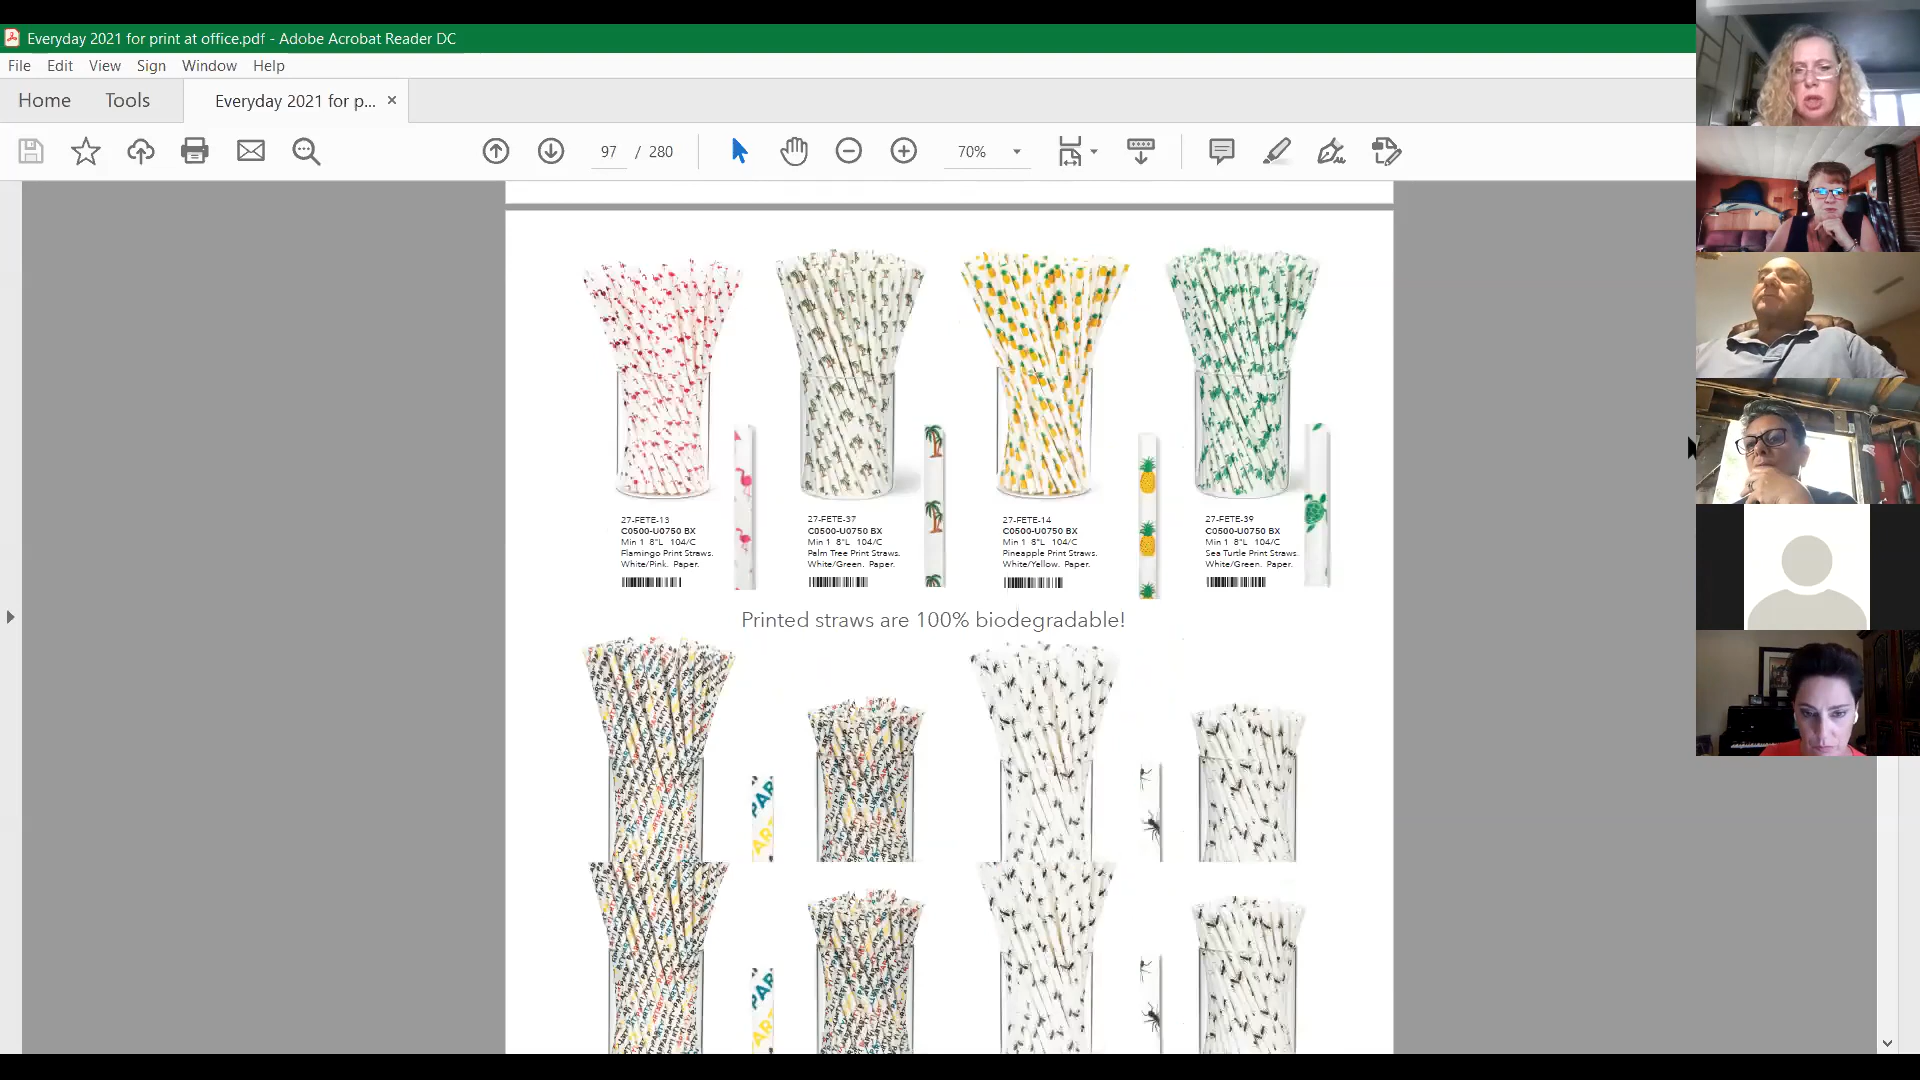 Everyday 2021 for print at office.pdf - Adobe Acrobat Reader DC
File Edit View Sign Window Help
Home Tools Everyday 2021 for p... ×
97 / 280 70%
27-FETE-13
C0500-U0750 BX
Min 1 8"L 104/C
Flamingo Print Straws.
White/Pink. Paper.
27-FETE-37
C0500-U0750 BX
Min 1 8"L 104/C
Palm Tree Print Straws.
White/Green. Paper.
27-FETE-14
C0500-U0750 BX
Min 1 8"L 104/C
Pineapple Print Straws.
White/Yellow. Paper.
27-FETE-39
C0500-U0750 BX
Min 1 8"L 104/C
Sea Turtle Print Straws.
White/Green. Paper.
Printed straws are 100% biodegradable!